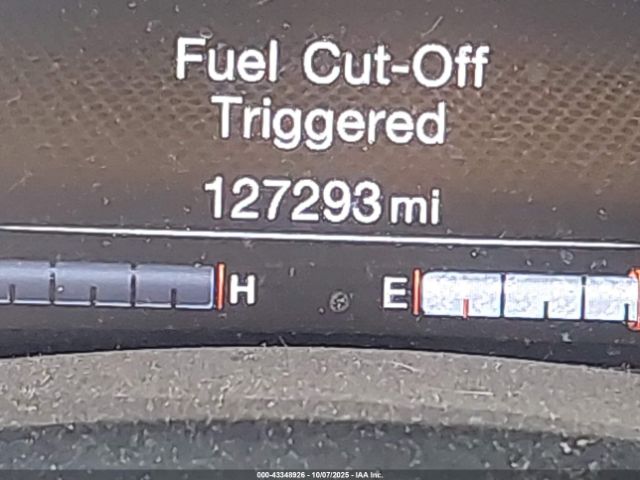 Fuel Cut-Off
Triggered
127293 mi
H E
000-43348926 - 10/07/2025 - IAA Inc.